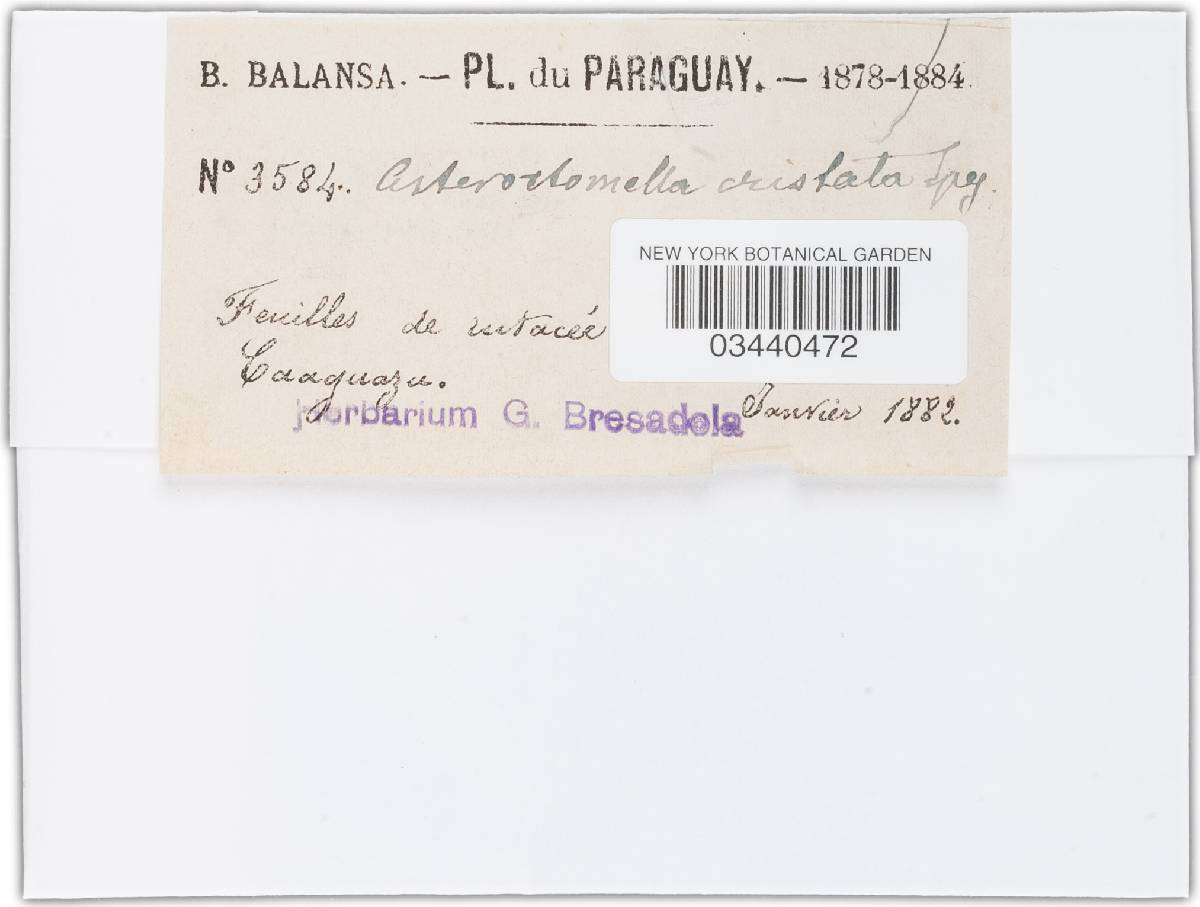 B. BALANSA. — PL. du PARAGUAY. — 1878-1884.
N° 3584. Asterostomella cristata Speg.
NEW YORK BOTANICAL GARDEN
03440472
Feuilles de rutacée
Caaguazu.
Janvier 1882.
Herbarium G. Bresadola